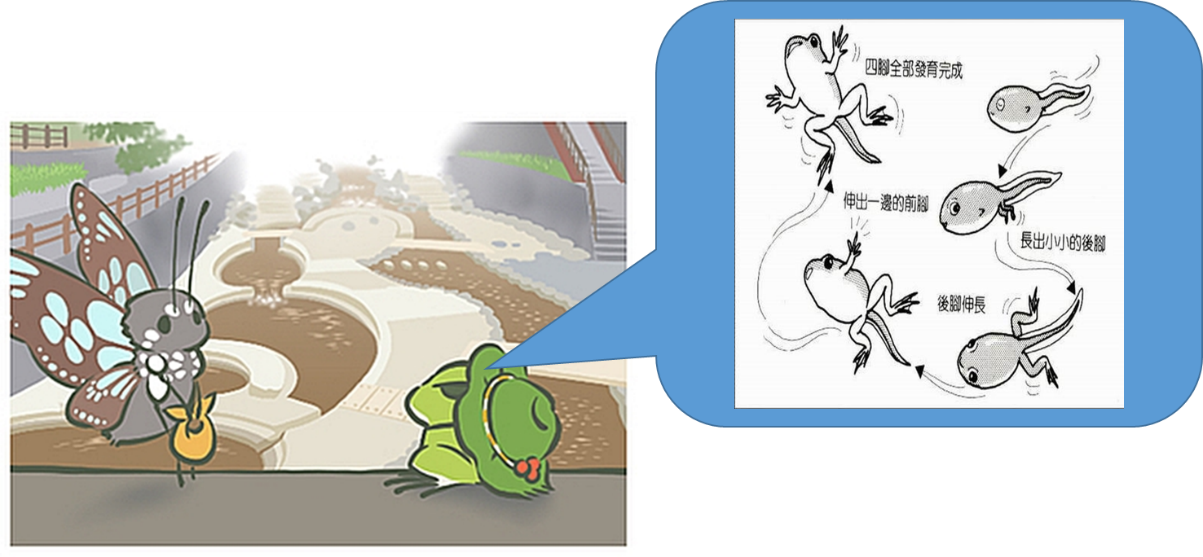 四腳全部發育完成
伸出一邊的前腳
長出小小的後腳
後腳伸長